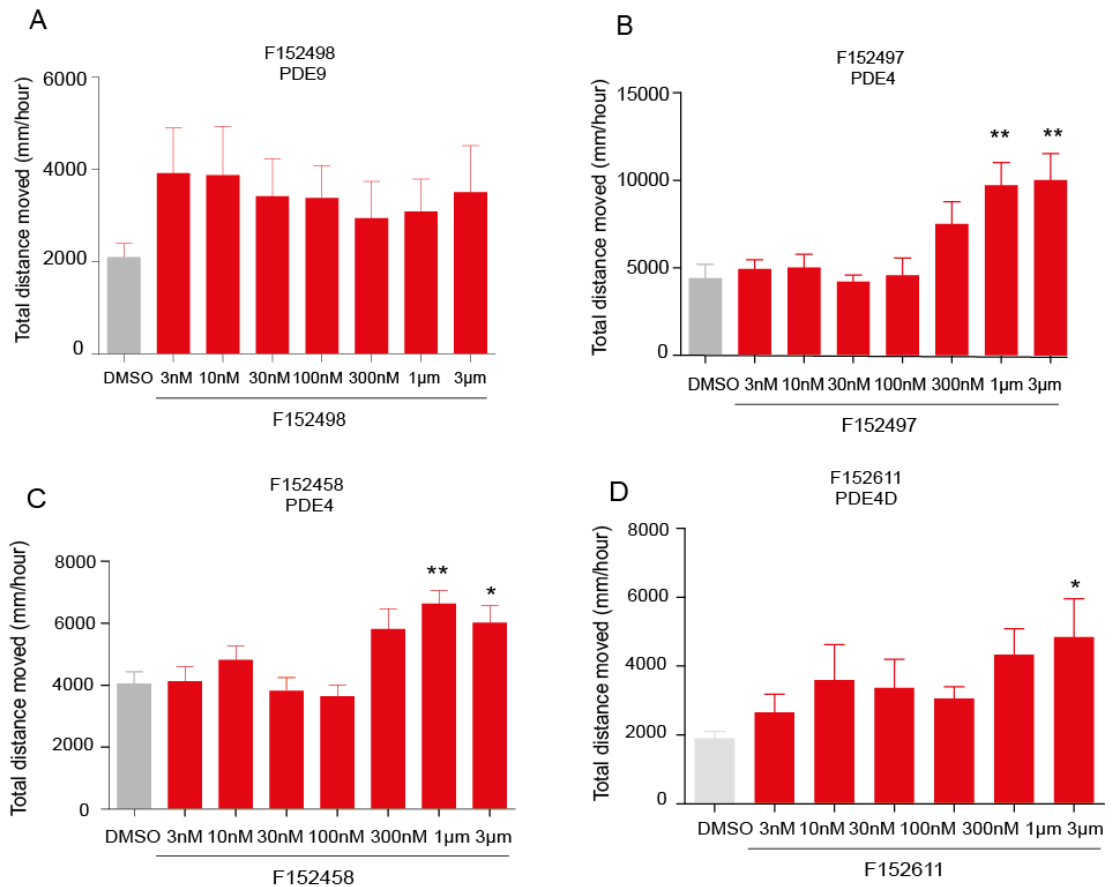 A
F152498
PDE9
Total distance moved (mm/hour)
6000
4000
2000
0
DMSO 3nM 10nM 30nM 100nM 300nM 1µm 3µm
F152498
B
F152497
PDE4
Total distance moved (mm/hour)
15000
10000
5000
0
** **
DMSO 3nM 10nM 30nM 100nM 300nM 1µm 3µm
F152497
C
F152458
PDE4
Total distance moved (mm/hour)
8000
6000
4000
2000
0
** *
DMSO 3nM 10nM 30nM 100nM 300nM 1µm 3µm
F152458
D
F152611
PDE4D
Total distance moved (mm/hour)
8000
6000
4000
2000
0
*
DMSO 3nM 10nM 30nM 100nM 300nM 1µm 3µm
F152611